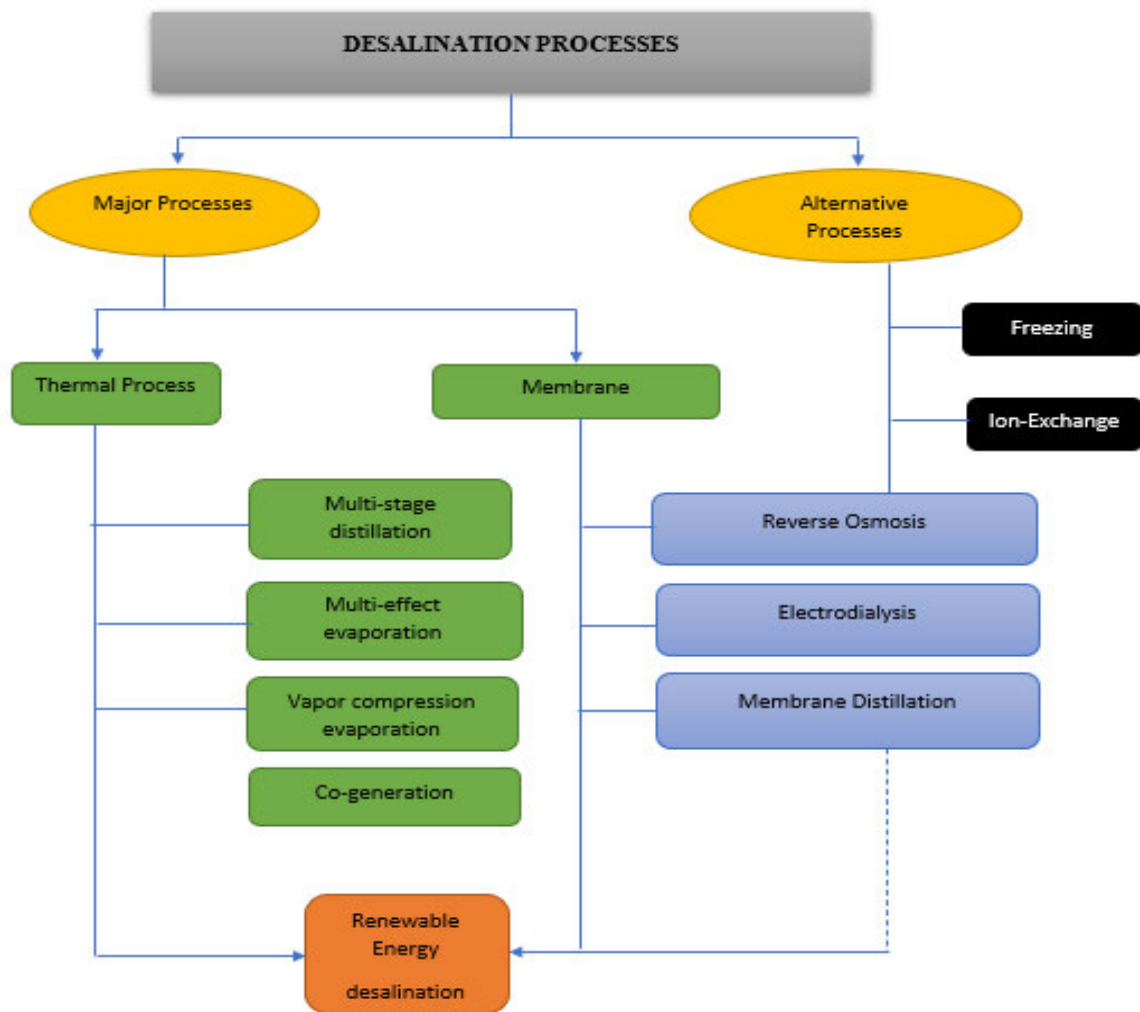 DESALINATION PROCESSES
Major Processes
Alternative
Processes
Freezing
Thermal Process
Membrane
Ion-Exchange
Multi-stage
distillation
Reverse Osmosis
Multi-effect
evaporation
Electrodialysis
Vapor compression
evaporation
Membrane Distillation
Co-generation
Renewable
Energy
desalination